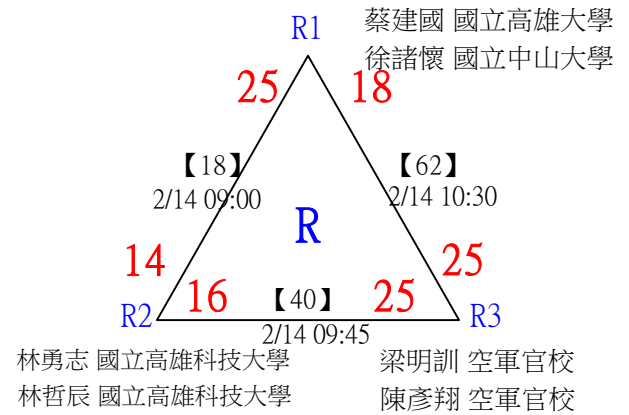 R1
蔡建國 國立高雄大學
徐諸懷 國立中山大學
25
18
【18】
2/14 09:00
【62】
2/14 10:30
R
14
25
16
【40】
25
R2
2/14 09:45
R3
林勇志 國立高雄科技大學
林哲辰 國立高雄科技大學
梁明訓 空軍官校
陳彥翔 空軍官校